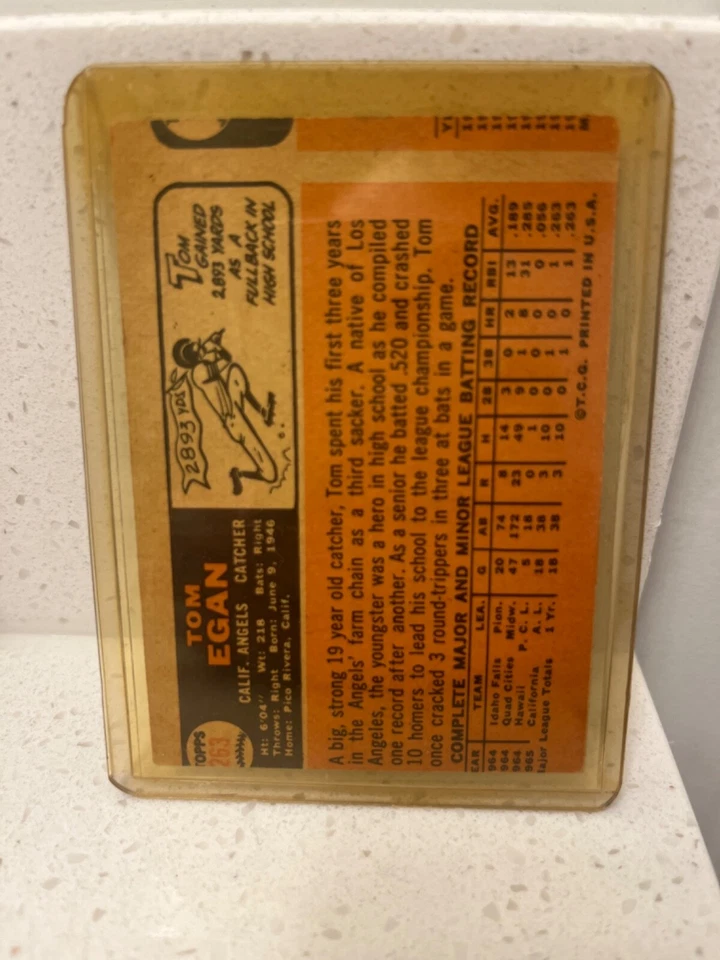 TOPPS
263
TOM
EGAN
CALIF. ANGELS CATCHER
Ht: 6'04" Wt: 218 Bats: Right
Throws: Right Born: June 9, 1946
Home: Pico Rivera, Calif.
2893 YDS
TOM
GAINED
2,893 YARDS
AS A
FULLBACK IN
HIGH SCHOOL
A big, strong 19 year old catcher, Tom spent his first three years
in the Angels' farm chain as a third sacker. A native of Los
Angeles, the youngster was a hero in high school as he compiled
one record after another. As a senior he batted .520 and crashed
10 homers to lead his school to the league championship. Tom
once cracked 3 round-trippers in three at bats in a game.
COMPLETE MAJOR AND MINOR LEAGUE BATTING RECORD
EAR TEAM LEA. G AB R H 2B 3B HR RBI AVG.
964 Idaho Falls Pion. 20 74 8 14 3 0 2 13 .189
964 Quad Cities Midw. 47 172 23 49 9 1 8 31 .285
964 Hawaii P. C. L. 5 18 0 1 0 0 0 0 .056
965 California A. L. 18 38 3 10 0 1 0 1 .263
ajor League Totals 1 Yr. 18 38 3 10 0 1 0 1 .263
©T.C.G. PRINTED IN U.S.A.